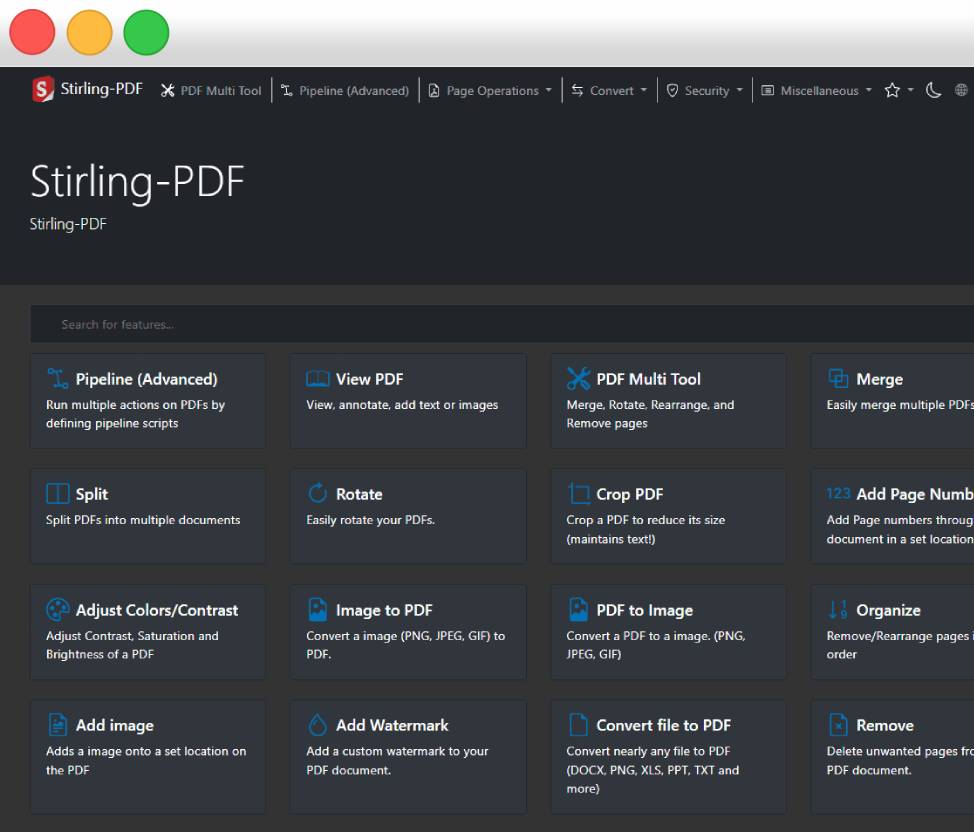 Stirling-PDF PDF Multi Tool Pipeline (Advanced) Page Operations Convert Security Miscellaneous
Stirling-PDF
Stirling-PDF
Search for features...
Pipeline (Advanced)
Run multiple actions on PDFs by
defining pipeline scripts
View PDF
View, annotate, add text or images
PDF Multi Tool
Merge, Rotate, Rearrange, and
Remove pages
Merge
Easily merge multiple PDFs
Split
Split PDFs into multiple documents
Rotate
Easily rotate your PDFs.
Crop PDF
Crop a PDF to reduce its size
(maintains text!)
123 Add Page Numb
Add Page numbers throug
document in a set location
Adjust Colors/Contrast
Adjust Contrast, Saturation and
Brightness of a PDF
Image to PDF
Convert a image (PNG, JPEG, GIF) to
PDF.
PDF to Image
Convert a PDF to a image. (PNG,
JPEG, GIF)
Organize
Remove/Rearrange pages i
order
Add image
Adds a image onto a set location on
the PDF
Add Watermark
Add a custom watermark to your
PDF document.
Convert file to PDF
Convert nearly any file to PDF
(DOCX, PNG, XLS, PPT, TXT and
more)
Remove
Delete unwanted pages fro
PDF document.